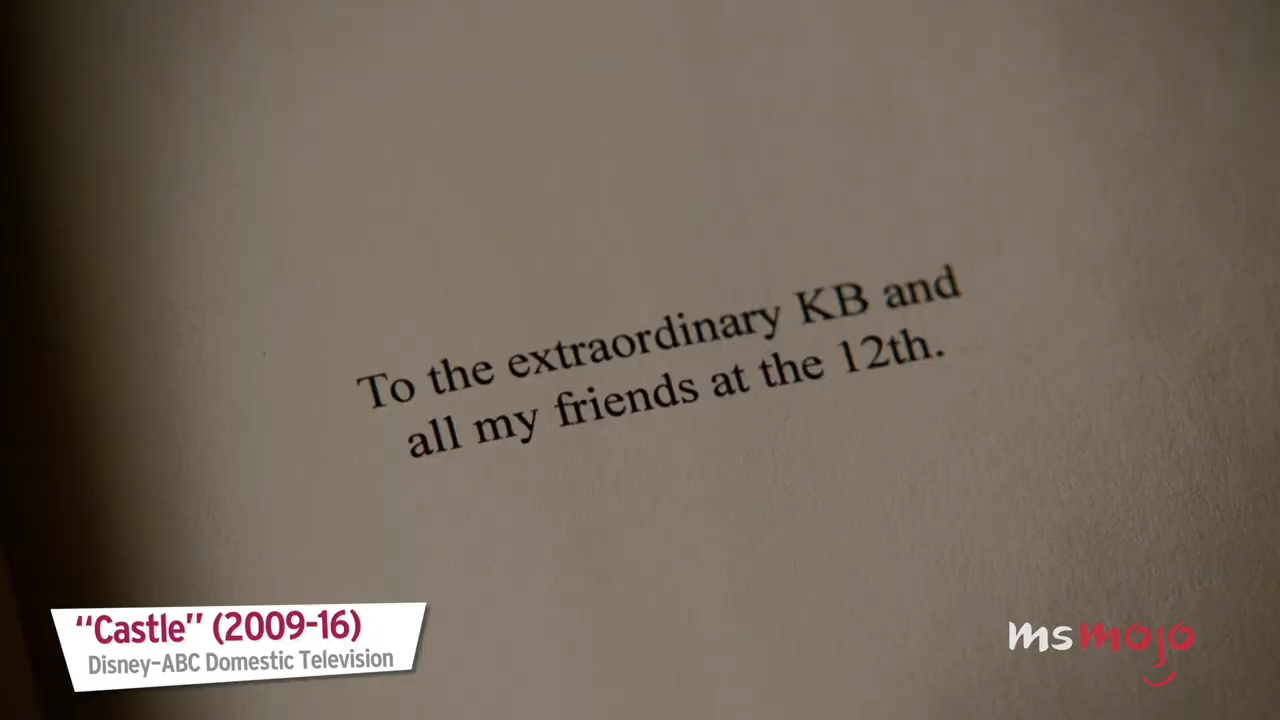 To the extraordinary KB and
all my friends at the 12th.
“Castle” (2009-16)
Disney-ABC Domestic Television
msmojo